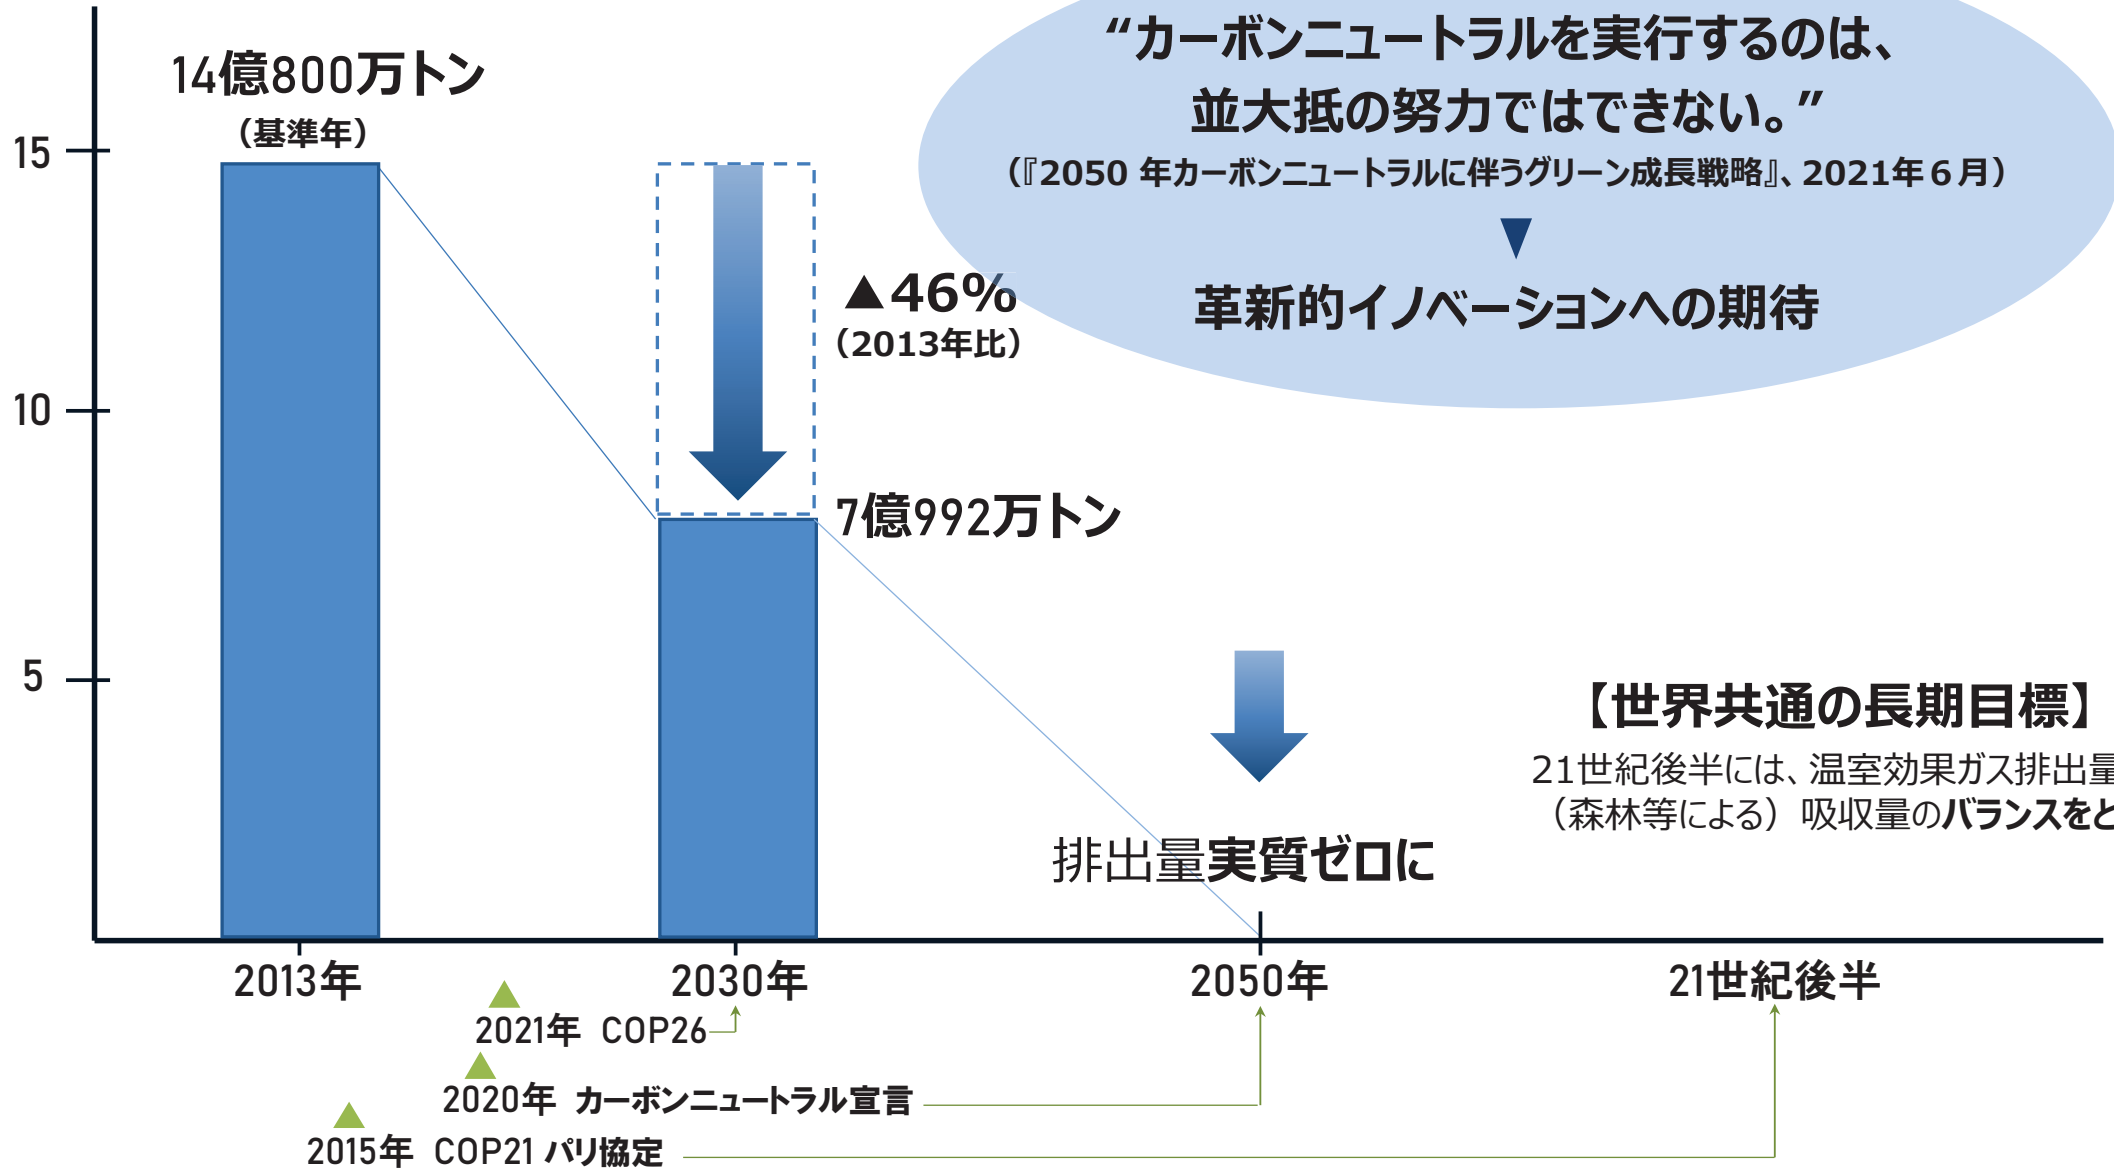 “カーボンニュートラルを実行するのは、
並大抵の努力ではできない。”
（『2050 年カーボンニュートラルに伴うグリーン成長戦略』、2021年６月）
▼
革新的イノベーションへの期待
14億800万トン
（基準年）
15
10
5
▲46%
（2013年比）
7億992万トン
排出量実質ゼロに
【世界共通の長期目標】
21世紀後半には、温室効果ガス排出量
（森林等による）吸収量のバランスをと
2013年
2030年
2050年
21世紀後半
2021年 COP26
2020年 カーボンニュートラル宣言
2015年 COP21 パリ協定